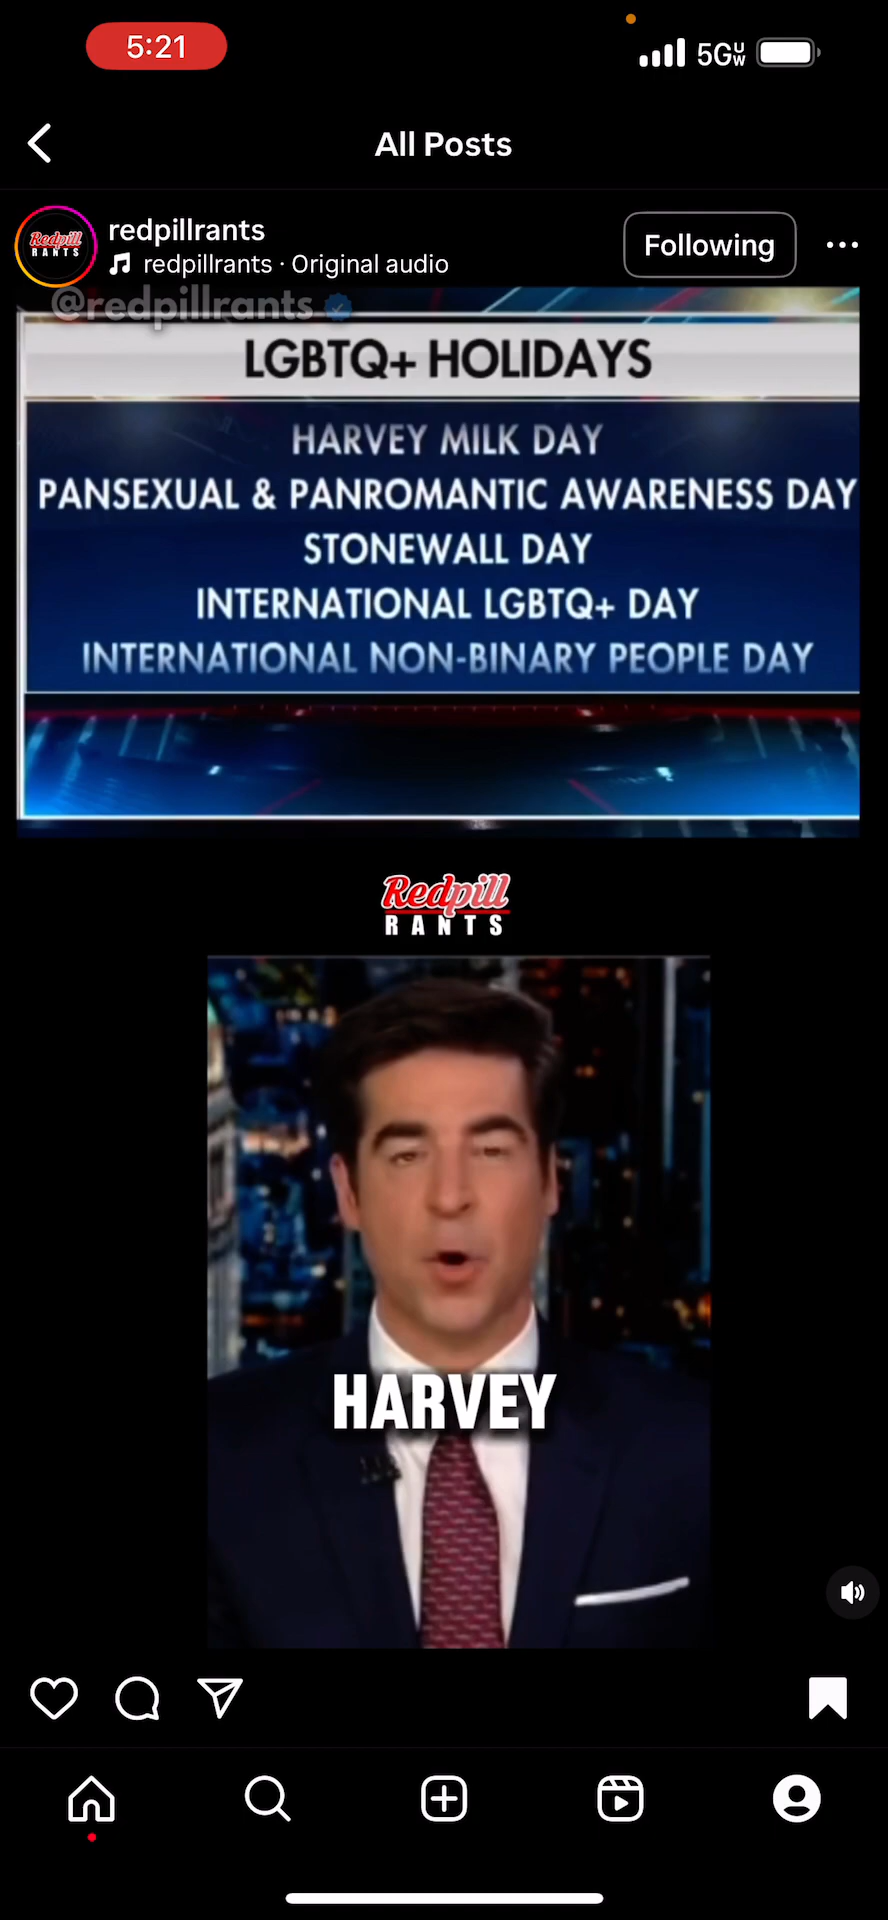 5:21
5G UW
All Posts
redpillrants
redpillrants · Original audio
Following
@redpillrants
LGBTQ+ HOLIDAYS
HARVEY MILK DAY
PANSEXUAL & PANROMANTIC AWARENESS DAY
STONEWALL DAY
INTERNATIONAL LGBTQ+ DAY
INTERNATIONAL NON-BINARY PEOPLE DAY
Redpill
RANTS
HARVEY